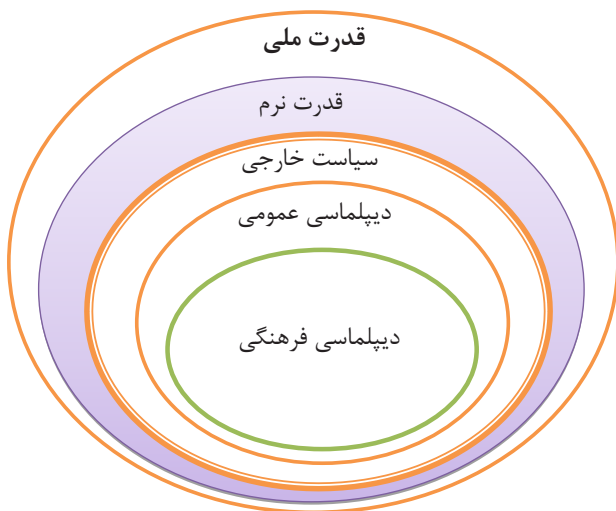 قدرت ملی
قدرت نرم
سیاست خارجی
دیپلماسی عمومی
دیپلماسی فرهنگی